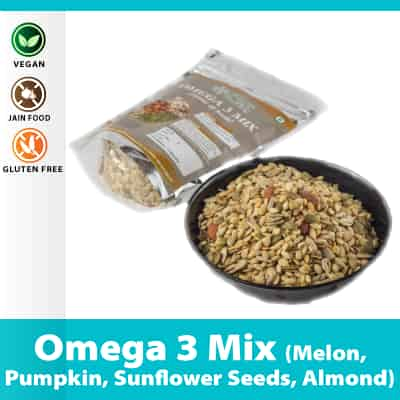 VEGAN
JAIN FOOD
GLUTEN FREE
OMEGA 3 MIX
Omega 3 Mix (Melon,
Pumpkin, Sunflower Seeds, Almond)